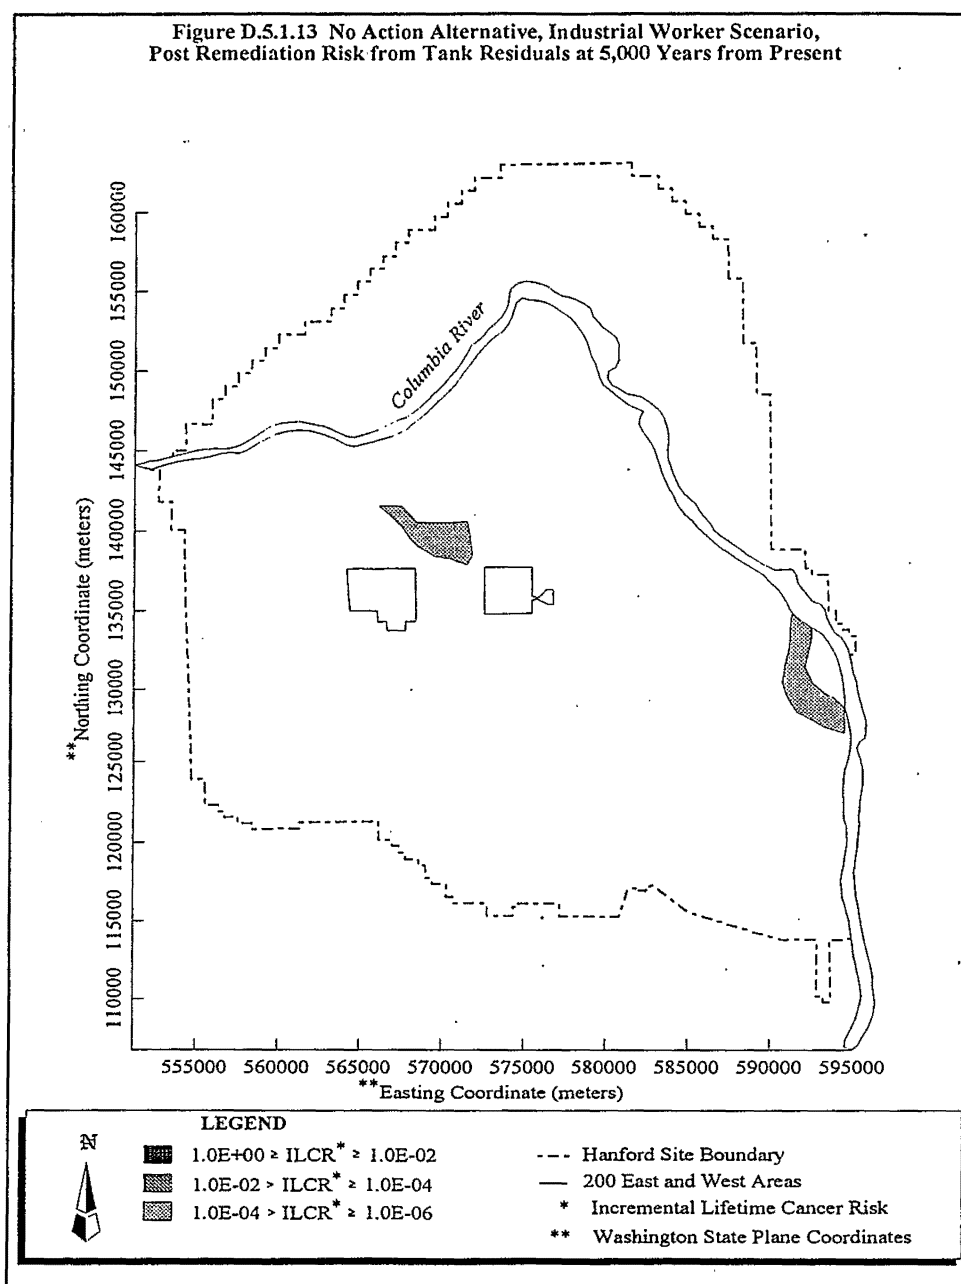 Figure D.5.1.13 No Action Alternative, Industrial Worker Scenario,
Post Remediation Risk from Tank Residuals at 5,000 Years from Present
160000
155000
150000
145000
140000
135000
130000
125000
120000
115000
110000
**Northing Coordinate (meters)
Columbia River
555000 560000 565000 570000 575000 580000 585000 590000 595000
**Easting Coordinate (meters)
LEGEND
N
1.0E+00 ≥ ILCR* ≥ 1.0E-02
1.0E-02 > ILCR* ≥ 1.0E-04
1.0E-04 > ILCR* ≥ 1.0E-06
Hanford Site Boundary
200 East and West Areas
* Incremental Lifetime Cancer Risk
** Washington State Plane Coordinates